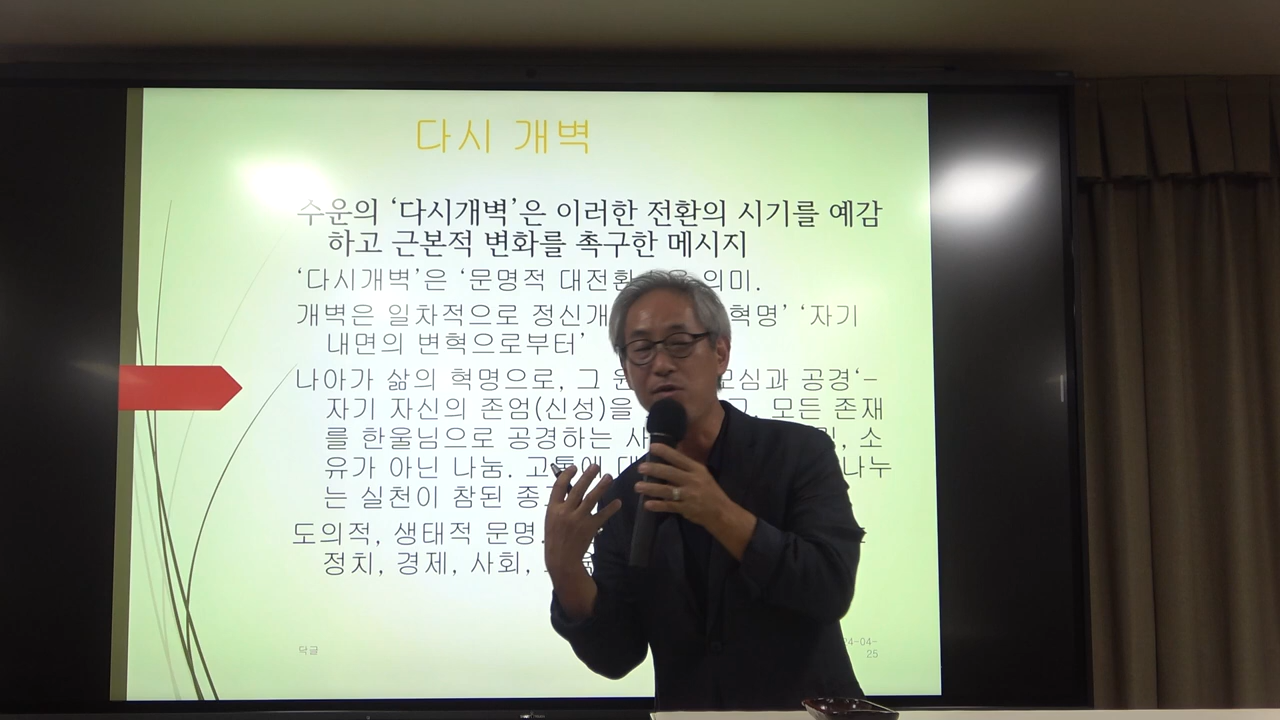 다시 개벽
수운의 ‘다시개벽’은 이러한 전환의 시기를 예감
하고 근본적 변화를 촉구한 메시지
‘다시개벽’은 ‘문명적 대전환 의미.
개벽은 일차적으로 혁명’ ‘자기
내면의 변혁으로부터’
나아가 삶의 혁명으로, 그 모심과 공경‘–
자기 자신의 존엄(신성)을 모든 존재
를 한울님으로 공경하는 소
유가 아닌 나눔. 고통에 나누
는 실천이 참된
도의적, 생태적 문명.
정치, 경제, 사회,
닥글
4-04-
25